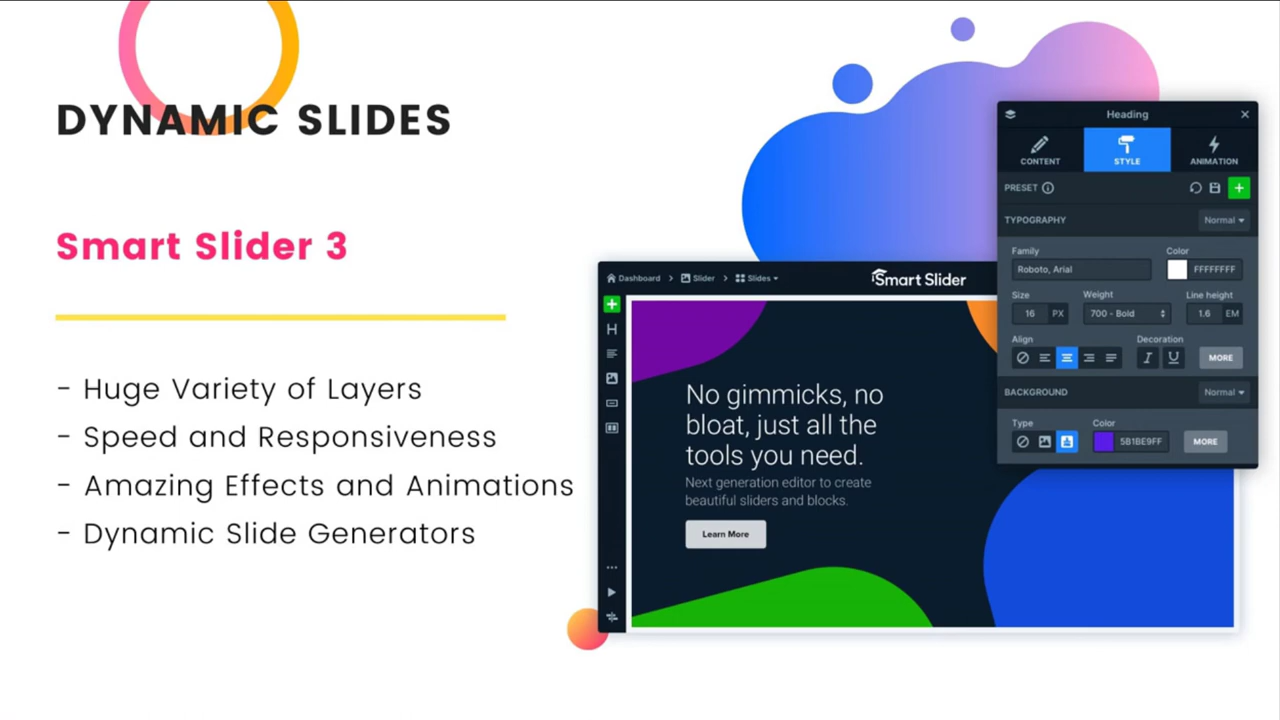 DYNAMIC SLIDES
Smart Slider 3
- Huge Variety of Layers
- Speed and Responsiveness
- Amazing Effects and Animations
- Dynamic Slide Generators
Dashboard > Slider > Slides
Smart Slider
H
No gimmicks, no
bloat, just all the
tools you need.
Next generation editor to create
beautiful sliders and blocks.
Learn More
Heading
CONTENT STYLE ANIMATION
PRESET
TYPOGRAPHY Normal
Family Color
Roboto, Arial FFFFFFFF
Size Weight Line height
16 PX 700 - Bold 1.6 EM
Align Decoration
I U MORE
BACKGROUND Normal
Type Color
5B1BE9FF MORE